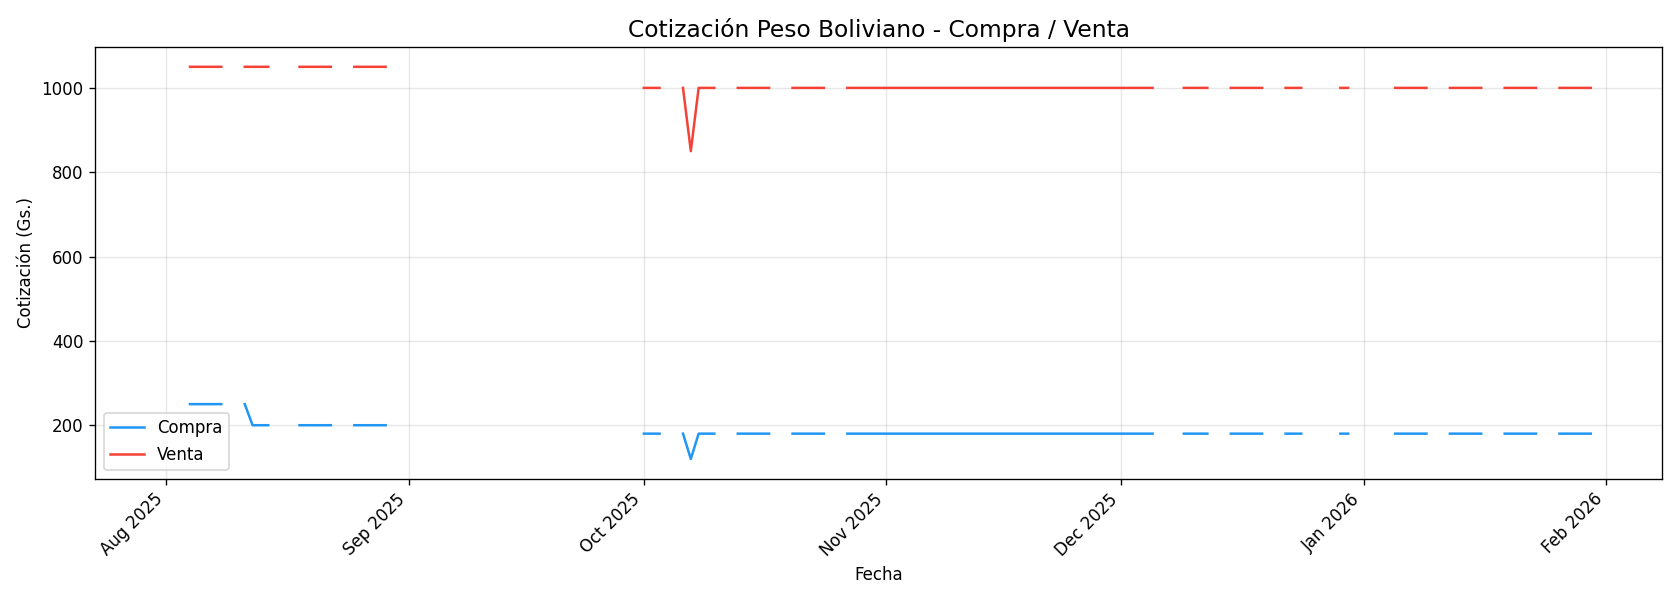 Cotización Peso Boliviano - Compra / Venta
Cotización (Gs.)
1000
800
600
400
200
Compra
Venta
Aug 2025
Sep 2025
Oct 2025
Nov 2025
Dec 2025
Jan 2026
Feb 2026
Fecha